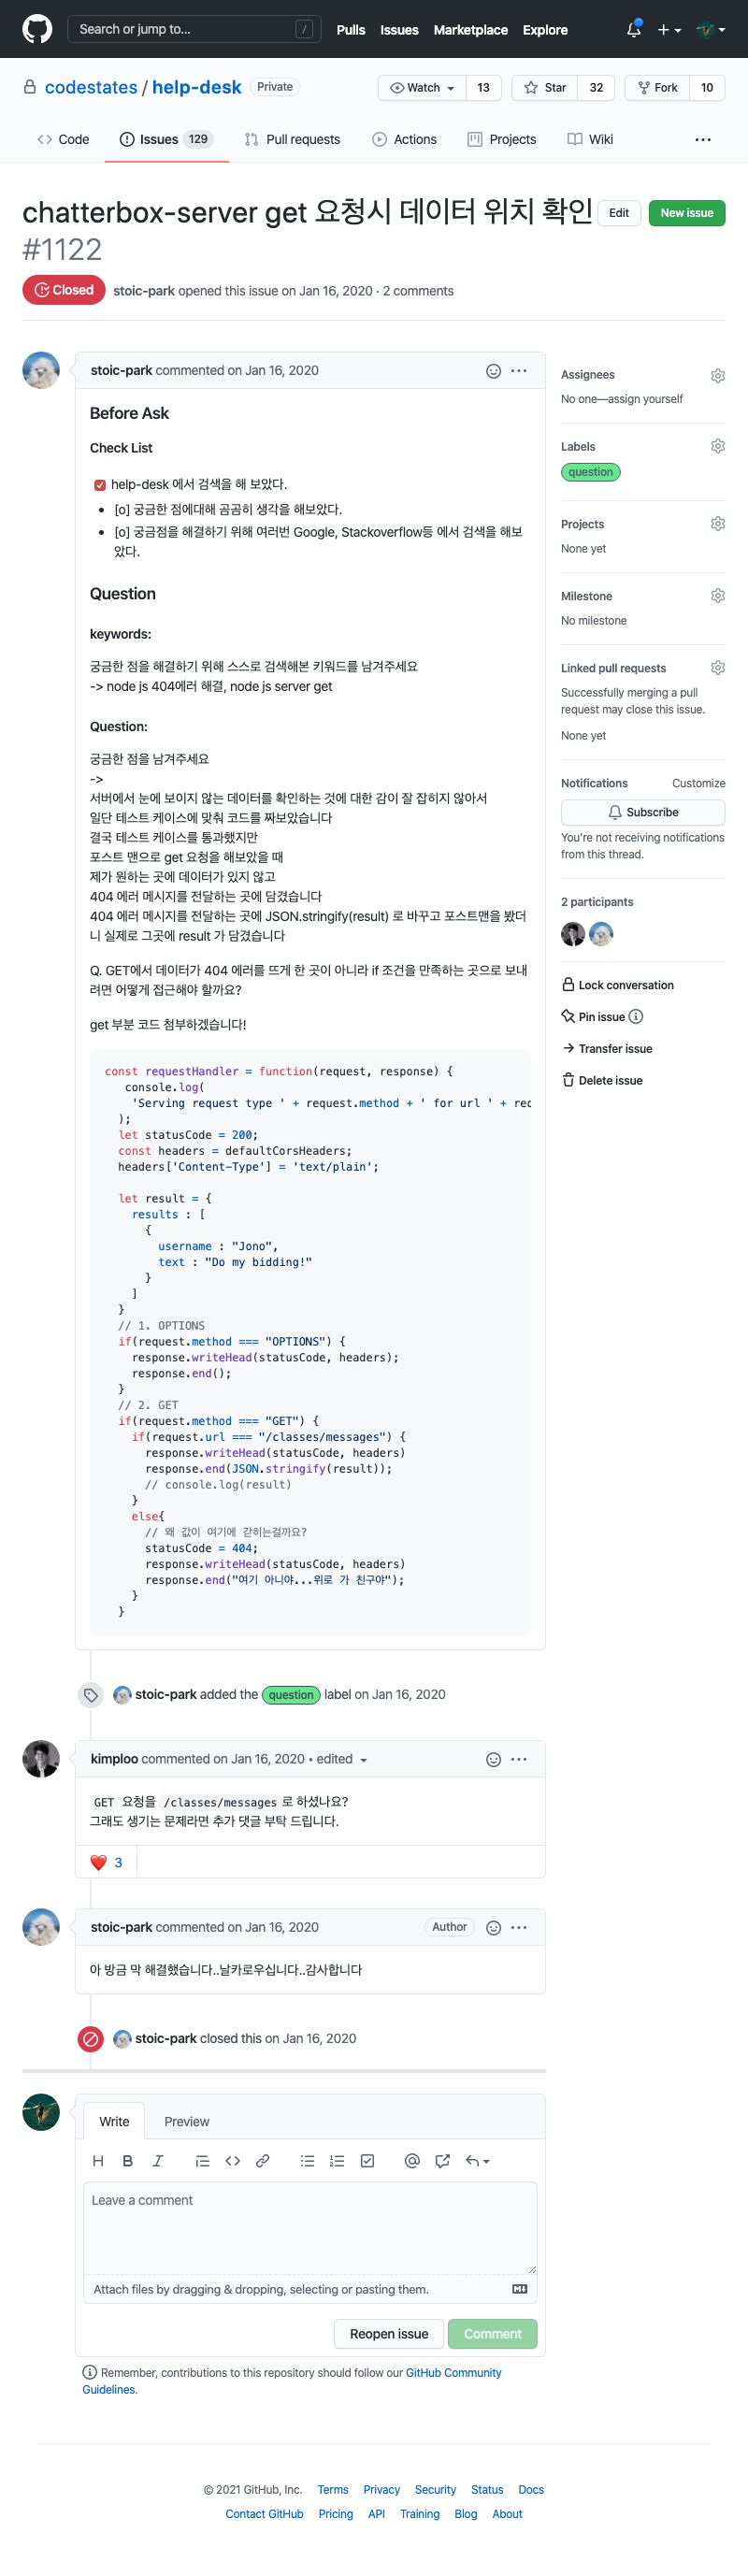 Search or jump to... /
Pulls Issues Marketplace Explore
codestates / help-desk Private
Watch 13 Star 32 Fork 10
Code Issues 129 Pull requests Actions Projects Wiki ...
chatterbox-server get 요청시 데이터 위치 확인
#1122
Edit New issue
Closed stoic-park opened this issue on Jan 16, 2020 · 2 comments
stoic-park commented on Jan 16, 2020
Before Ask
Check List
help-desk 에서 검색을 해 보았다.
• [o] 궁금한 점에대해 곰곰히 생각을 해보았다.
• [o] 궁금점을 해결하기 위해 여러번 Google, Stackoverflow등 에서 검색을 해보
았다.
Question
keywords:
궁금한 점을 해결하기 위해 스스로 검색해본 키워드를 남겨주세요
-> node js 404에러 해결, node js server get
Question:
궁금한 점을 남겨주세요
->
서버에서 눈에 보이지 않는 데이터를 확인하는 것에 대한 감이 잘 잡히지 않아서
일단 테스트 케이스에 맞춰 코드를 짜보았습니다
결국 테스트 케이스를 통과했지만
포스트 맨으로 get 요청을 해보았을 때
제가 원하는 곳에 데이터가 있지 않고
404 에러 메시지를 전달하는 곳에 담겼습니다
404 에러 메시지를 전달하는 곳에 JSON.stringify(result) 로 바꾸고 포스트맨을 봤더
니 실제로 그곳에 result 가 담겼습니다
Q. GET에서 데이터가 404 에러를 뜨게 한 곳이 아니라 if 조건을 만족하는 곳으로 보내
려면 어떻게 접근해야 할까요?
get 부분 코드 첨부하겠습니다!
const requestHandler = function(request, response) {
console.log(
'Serving request type ' + request.method + ' for url ' + rec
);
let statusCode = 200;
const headers = defaultCorsHeaders;
headers['Content-Type'] = 'text/plain';
let result = {
results : [
{
username : "Jono",
text : "Do my bidding!"
}
]
}
// 1. OPTIONS
if(request.method === "OPTIONS") {
response.writeHead(statusCode, headers);
response.end();
}
// 2. GET
if(request.method === "GET") {
if(request.url === "/classes/messages") {
response.writeHead(statusCode, headers)
response.end(JSON.stringify(result));
// console.log(result)
}
else{
// 왜 값이 여기에 갇히는걸까요?
statusCode = 404;
response.writeHead(statusCode, headers)
response.end("여기 아니야...위로 가 친구야");
}
}
Assignees
No one—assign yourself
Labels
question
Projects
None yet
Milestone
No milestone
Linked pull requests
Successfully merging a pull
request may close this issue.
None yet
Notifications Customize
Subscribe
You're not receiving notifications
from this thread.
2 participants
Lock conversation
Pin issue
Transfer issue
Delete issue
stoic-park added the question label on Jan 16, 2020
kimploo commented on Jan 16, 2020 • edited
GET 요청을 /classes/messages 로 하셨나요?
그래도 생기는 문제라면 추가 댓글 부탁 드립니다.
3
stoic-park commented on Jan 16, 2020 Author
아 방금 막 해결했습니다..날카로우십니다..감사합니다
stoic-park closed this on Jan 16, 2020
Write Preview
Leave a comment
Attach files by dragging & dropping, selecting or pasting them.
Reopen issue Comment
Remember, contributions to this repository should follow our GitHub Community
Guidelines.
© 2021 GitHub, Inc. Terms Privacy Security Status Docs
Contact GitHub Pricing API Training Blog About